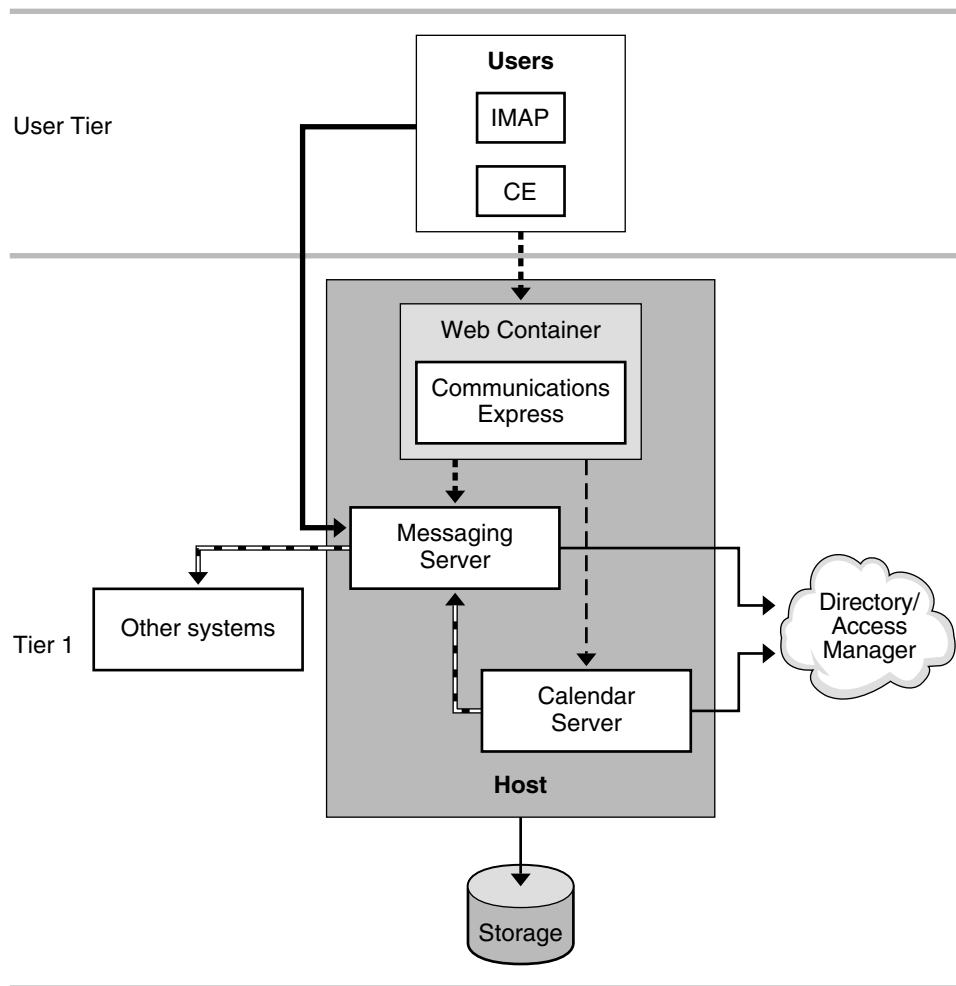 Users
User Tier
IMAP
CE
Web Container
Communications
Express
Messaging
Server
Other systems
Tier 1
Directory/
Access
Manager
Calendar
Server
Host
Storage